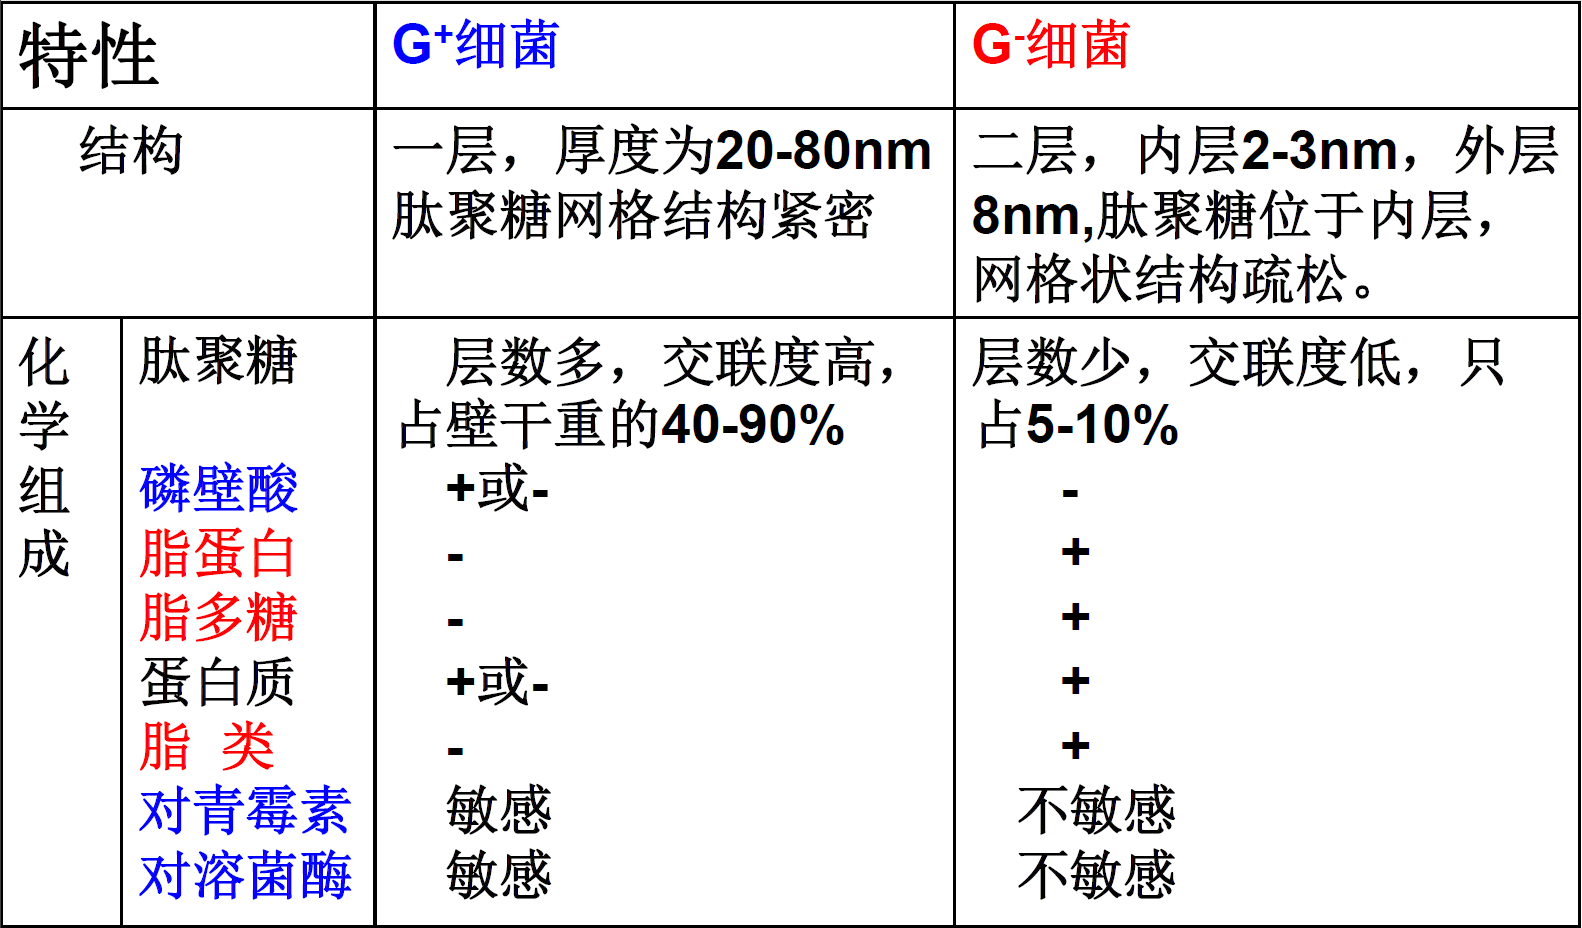 特性 G⁺细菌 G⁻细菌
结构 一层，厚度为20-80nm 二层，内层2-3nm，外层
肽聚糖网格结构紧密 8nm,肽聚糖位于内层，
网格状结构疏松。
化 肽聚糖 层数多，交联度高， 层数少，交联度低，只
学 占壁干重的40-90% 占5-10%
组 磷壁酸 +或- -
成 脂蛋白 - +
脂多糖 - +
蛋白质 +或- +
脂 类 - +
对青霉素 敏感 不敏感
对溶菌酶 敏感 不敏感